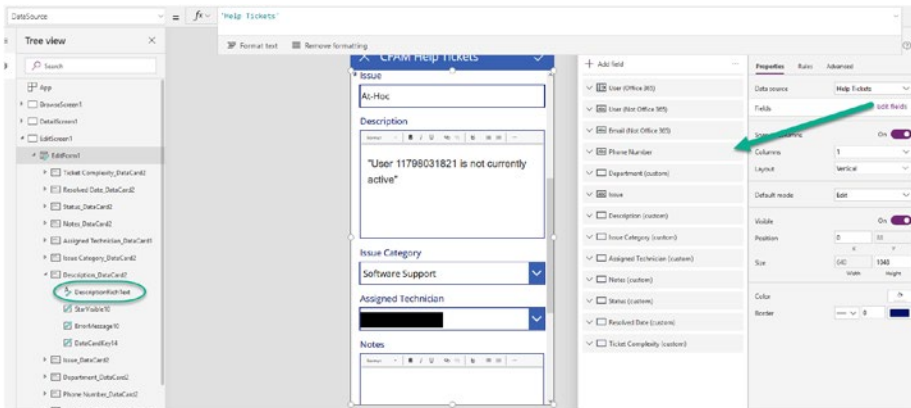 DataSource
=
fx
'Help Tickets'
Format text
Remove formatting
Tree view
Search
App
BrowseScreen1
DetailScreen1
EditScreen1
EditForm1
Ticket Complexity_DataCard2
Resolved Date_DataCard2
Status_DataCard2
Notes_DataCard2
Assigned Technician_DataCard1
Issue Category_DataCard2
Description_DataCard2
DescriptionRichText
StarVisible10
ErrorMessage10
DataCardKey14
Issue_DataCard2
Department_DataCard2
Phone Number_DataCard2
CPAM Help Tickets
* Issue
At-Hoc
Description
"User 11798031821 is not currently
active"
Issue Category
Software Support
Assigned Technician
Notes
+ Add field
User (Office 365)
User (Not Office 365)
Email (Not Office 365)
Phone Number
Department (custom)
Issue
Description (custom)
Issue Category (custom)
Assigned Technician (custom)
Notes (custom)
Status (custom)
Resolved Date (custom)
Ticket Complexity (custom)
Properties Rules Advanced
Data source Help Tickets
Fields Edit fields
On
Columns 1
Layout Vertical
Default mode Edit
Visible On
Position 0 88
X Y
Size 640 1048
Width Height
Color
Border 0